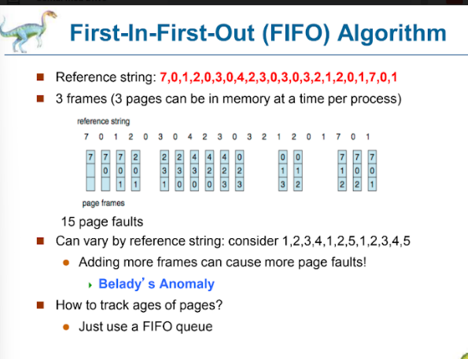 First-In-First-Out (FIFO) Algorithm
■ Reference string: 7,0,1,2,0,3,0,4,2,3,0,3,0,3,2,1,2,0,1,7,0,1
■ 3 frames (3 pages can be in memory at a time per process)
reference string
7 0 1 2 0 3 0 4 2 3 0 3 2 1 2 0 1 7 0 1
7 7 7 2 2 2 4 4 4 0 0 0 7 7 7
0 0 0 3 3 3 2 2 2 1 1 1 0 0
1 1 1 0 0 0 3 3 3 2 2 2 1
page frames
15 page faults
■ Can vary by reference string: consider 1,2,3,4,1,2,5,1,2,3,4,5
● Adding more frames can cause more page faults!
▸ Belady's Anomaly
■ How to track ages of pages?
● Just use a FIFO queue